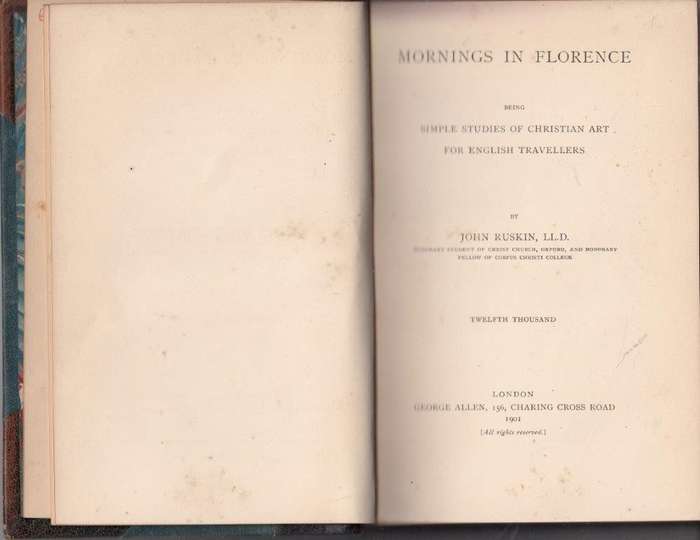 MORNINGS IN FLORENCE
BEING
SIMPLE STUDIES OF CHRISTIAN ART
FOR ENGLISH TRAVELLERS
BY
JOHN RUSKIN, LL.D.
HONORARY STUDENT OF CHRIST CHURCH, OXFORD, AND HONORARY
FELLOW OF CORPUS CHRISTI COLLEGE
TWELFTH THOUSAND
LONDON
GEORGE ALLEN, 156, CHARING CROSS ROAD
1901
[All rights reserved.]